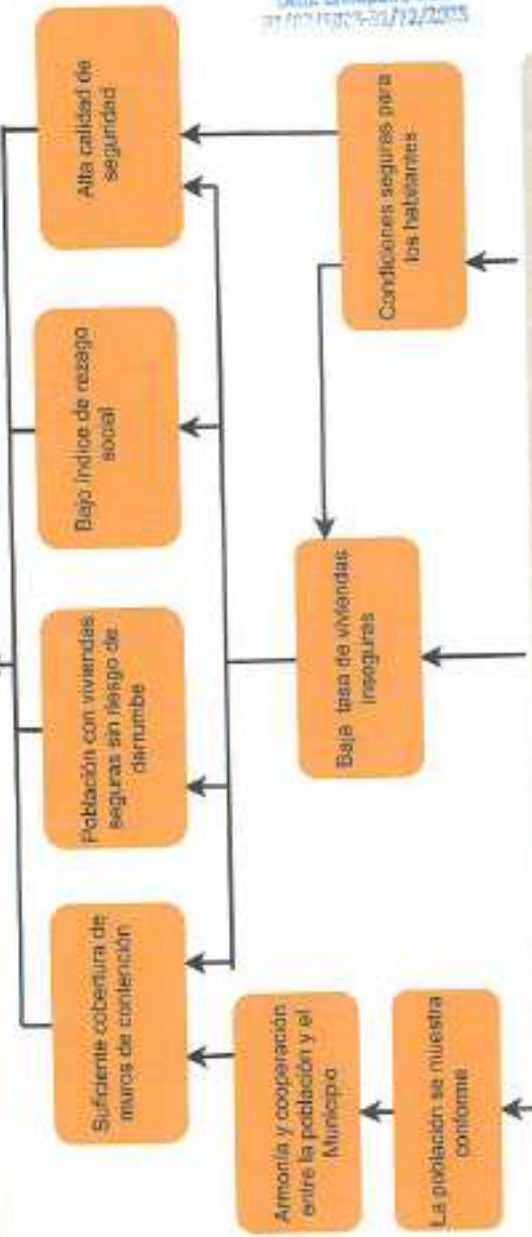 Suficiente cobertura de
muros de contención
Población con viviendas
seguras sin riesgo de
derrumbe
Bajo índice de rezago
social
Alta calidad de
seguridad
Armonía y cooperación
entre la población y el
Municipio
La población se muestra
conforme
Baja tasa de viviendas
inseguras
Condiciones seguras para
los habitantes